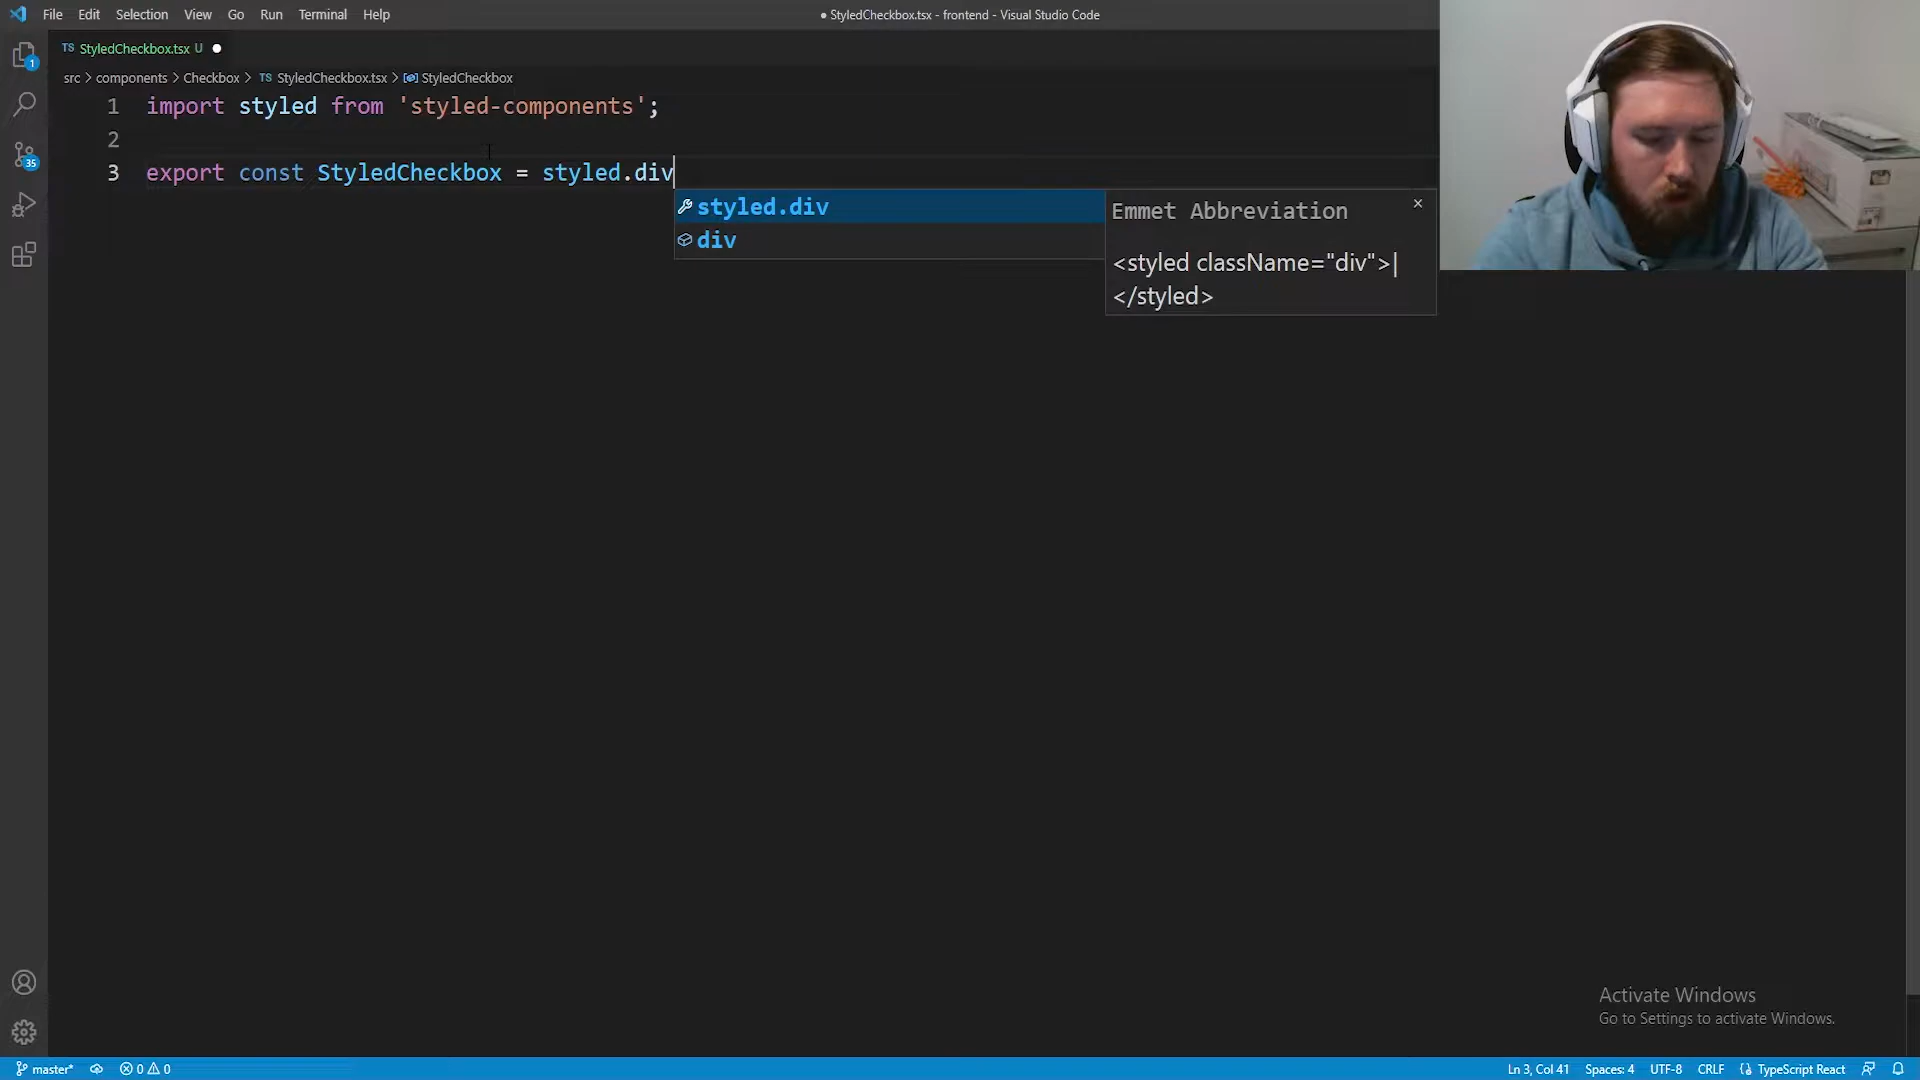 File Edit Selection View Go Run Terminal Help
● StyledCheckbox.tsx - frontend - Visual Studio Code
TS StyledCheckbox.tsx U ●
src > components > Checkbox > TS StyledCheckbox.tsx > StyledCheckbox
1 import styled from 'styled-components';
2
3 export const StyledCheckbox = styled.div
styled.div
div
Emmet Abbreviation ×
<styled className="div">|
</styled>
1
35
Activate Windows
Go to Settings to activate Windows.
master* 0 0 Ln 3, Col 41 Spaces: 4 UTF-8 CRLF TypeScript React